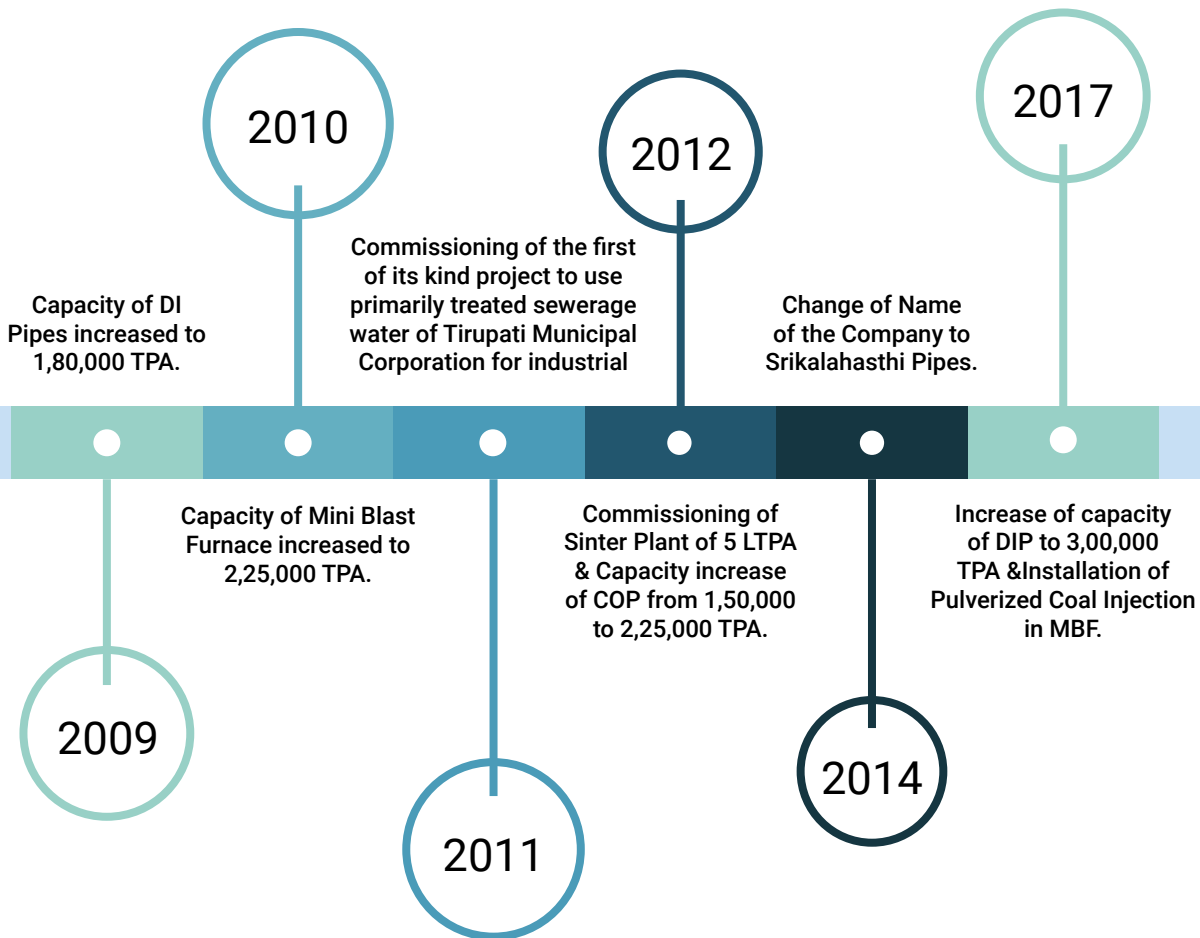 2009
Capacity of DI
Pipes increased to
1,80,000 TPA.
2010
Capacity of Mini Blast
Furnace increased to
2,25,000 TPA.
2011
Commissioning of the first
of its kind project to use
primarily treated sewerage
water of Tirupati Municipal
Corporation for industrial
2012
Commissioning of
Sinter Plant of 5 LTPA
& Capacity increase
of COP from 1,50,000
to 2,25,000 TPA.
2014
Change of Name
of the Company to
Srikalahasthi Pipes.
2017
Increase of capacity
of DIP to 3,00,000
TPA &Installation of
Pulverized Coal Injection
in MBF.